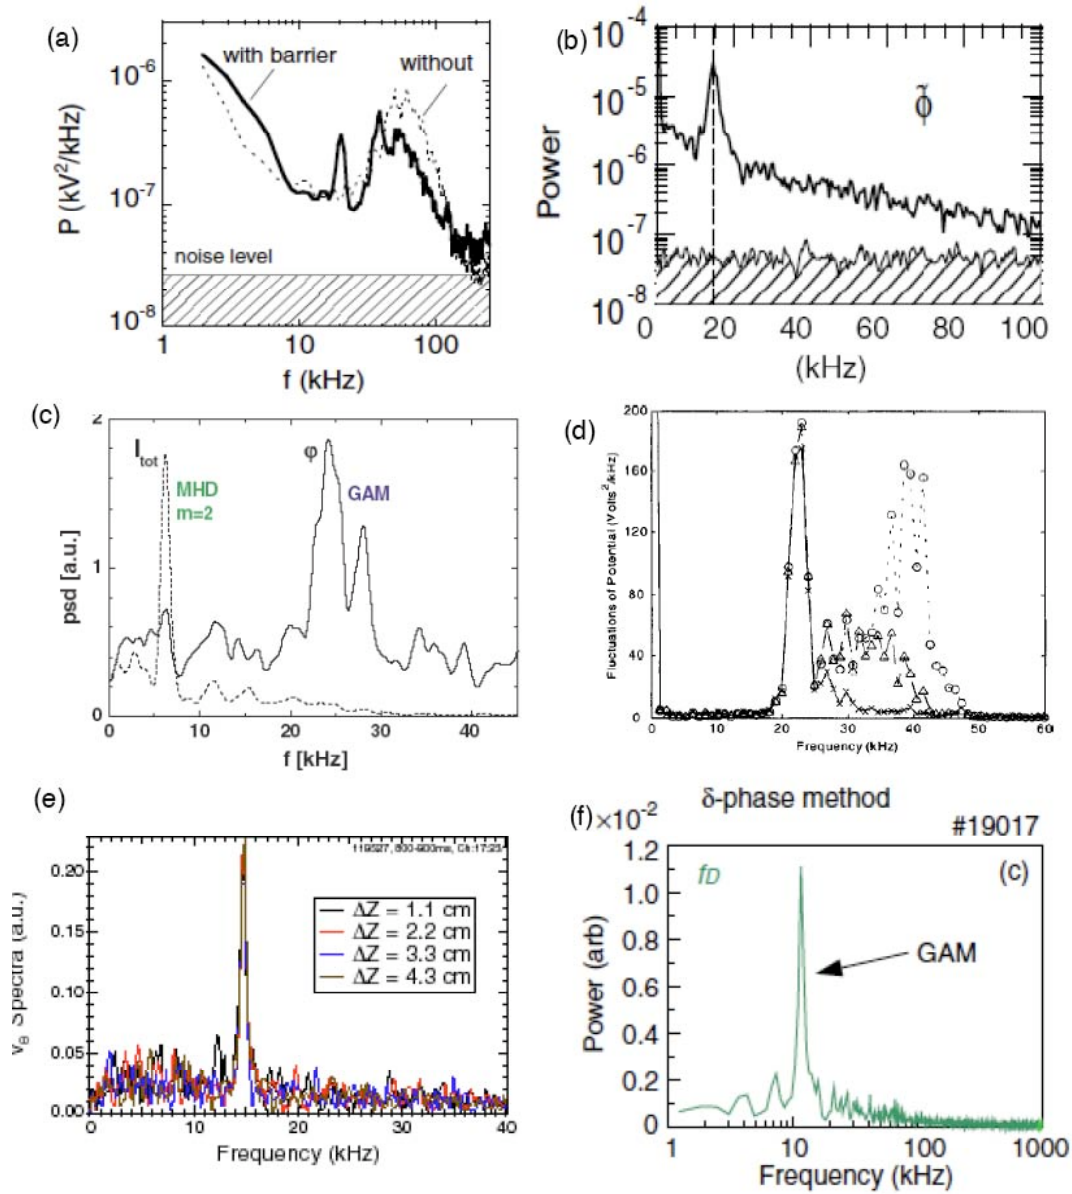 (a)
with barrier
without
P (kV²/kHz)
10⁻⁶
10⁻⁷
10⁻⁸
noise level
1 10 100
f (kHz)
(b)
Power
10⁻⁴
10⁻⁵
10⁻⁶
10⁻⁷
10⁻⁸
ϕ̃
0 20 40 60 80 100
(kHz)
(c)
psd [a.u.]
2
1
0
Itot
MHD
m=2
φ
GAM
0 10 20 30 40
f [kHz]
(d)
Fluctuations of Potential (Volts²/kHz)
200
160
120
80
40
0
0 10 20 30 40 50 60
Frequency (kHz)
(e)
vθ Spectra (a.u.)
0.20
0.15
0.10
0.05
0.00
ΔZ = 1.1 cm
ΔZ = 2.2 cm
ΔZ = 3.3 cm
ΔZ = 4.3 cm
0 10 20 30 40
Frequency (kHz)
(f)
×10⁻²
δ-phase method
#19017
Power (arb)
1.2
1.0
0.8
0.6
0.4
0.2
0
fD
(c)
GAM
1 10 100 1000
Frequency (kHz)